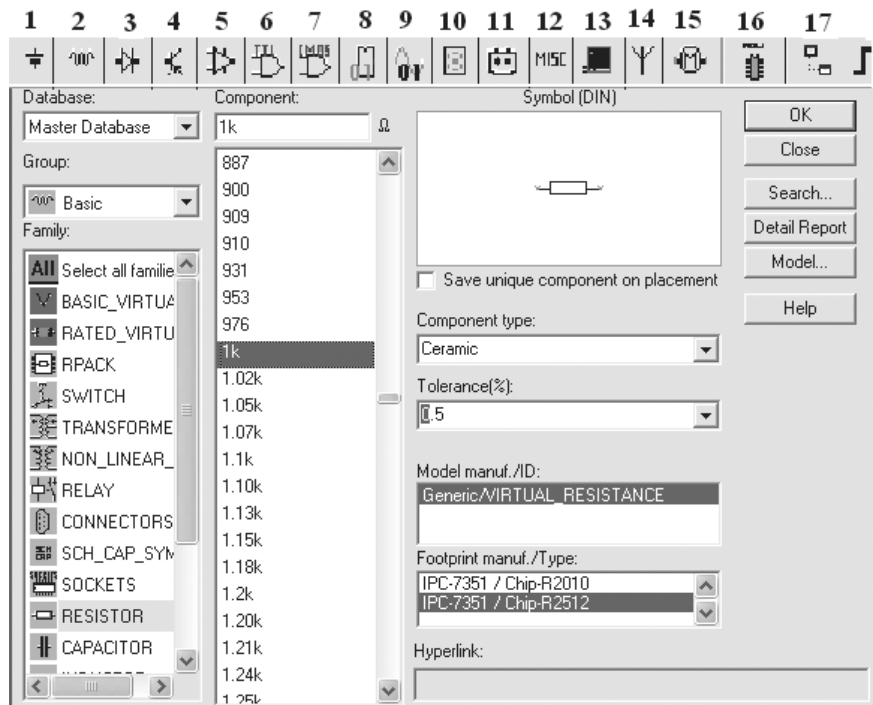 1 2 3 4 5 6 7 8 9 10 11 12 13 14 15 16 17
TTL CMOS MISC
Database:
Master Database
Group:
Basic
Family:
All Select all familie
BASIC_VIRTUA
RATED_VIRTU
RPACK
SWITCH
TRANSFORME
NON_LINEAR_
RELAY
CONNECTORS
SCH_CAP_SYM
SOCKETS
RESISTOR
CAPACITOR
Component:
1k Ω
887
900
909
910
931
953
976
1k
1.02k
1.05k
1.07k
1.1k
1.10k
1.13k
1.15k
1.18k
1.2k
1.20k
1.21k
1.24k
1.25k
Symbol (DIN)
Save unique component on placement
Component type:
Ceramic
Tolerance(%):
0.5
Model manuf./ID:
Generic/VIRTUAL_RESISTANCE
Footprint manuf./Type:
IPC-7351 / Chip-R2010
IPC-7351 / Chip-R2512
Hyperlink:
OK
Close
Search...
Detail Report
Model...
Help